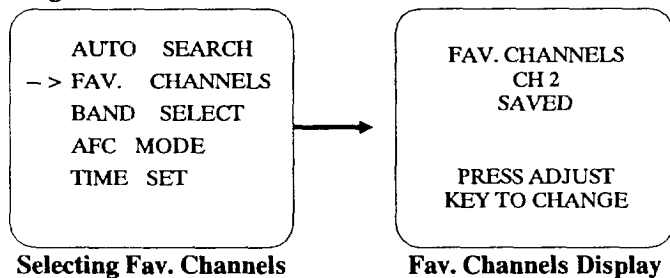 AUTO SEARCH
-> FAV. CHANNELS
BAND SELECT
AFC MODE
TIME SET
Selecting Fav. Channels
FAV. CHANNELS
CH 2
SAVED
PRESS ADJUST
KEY TO CHANGE
Fav. Channels Display